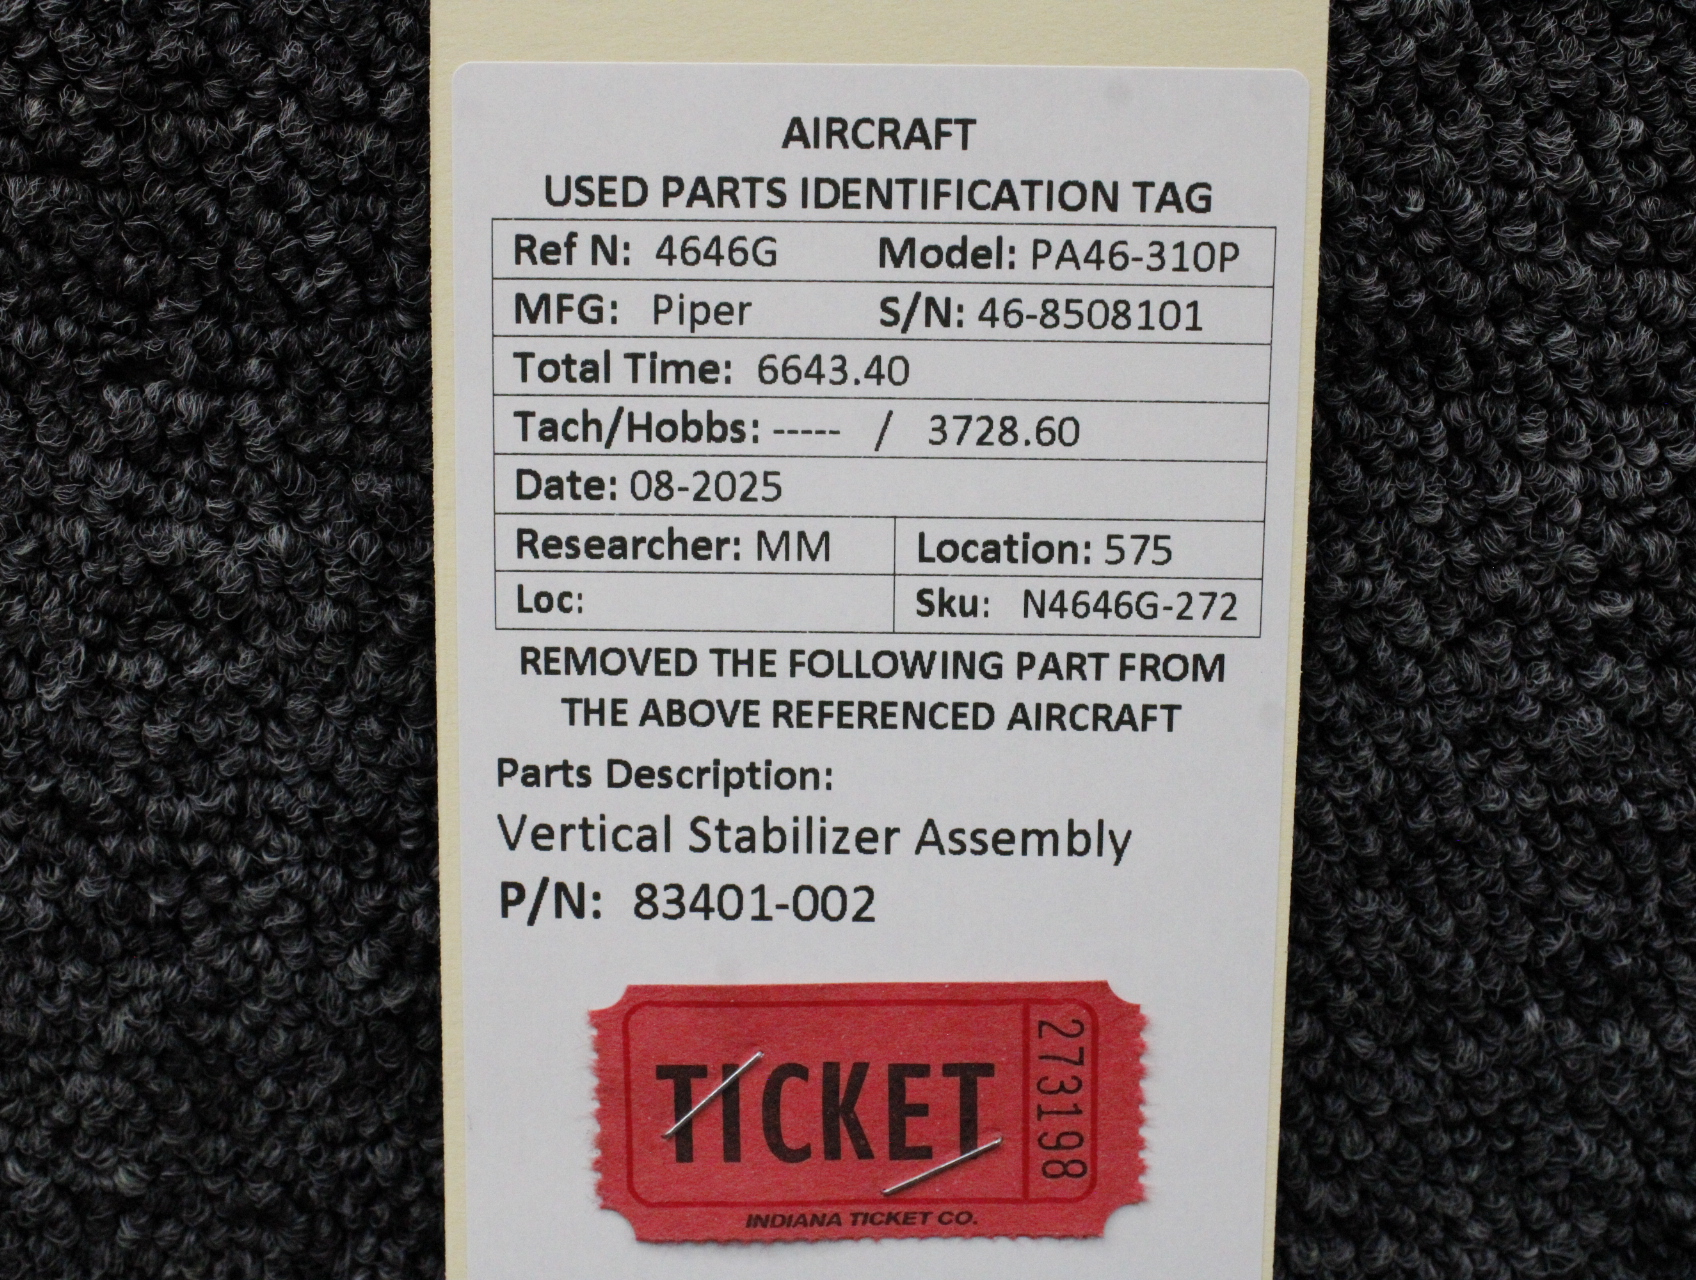 AIRCRAFT
USED PARTS IDENTIFICATION TAG
Ref N: 4646G Model: PA46-310P
MFG: Piper S/N: 46-8508101
Total Time: 6643.40
Tach/Hobbs: ----- / 3728.60
Date: 08-2025
Researcher: MM Location: 575
Loc: Sku: N4646G-272
REMOVED THE FOLLOWING PART FROM
THE ABOVE REFERENCED AIRCRAFT
Parts Description:
Vertical Stabilizer Assembly
P/N: 83401-002
TICKET
273198
INDIANA TICKET CO.